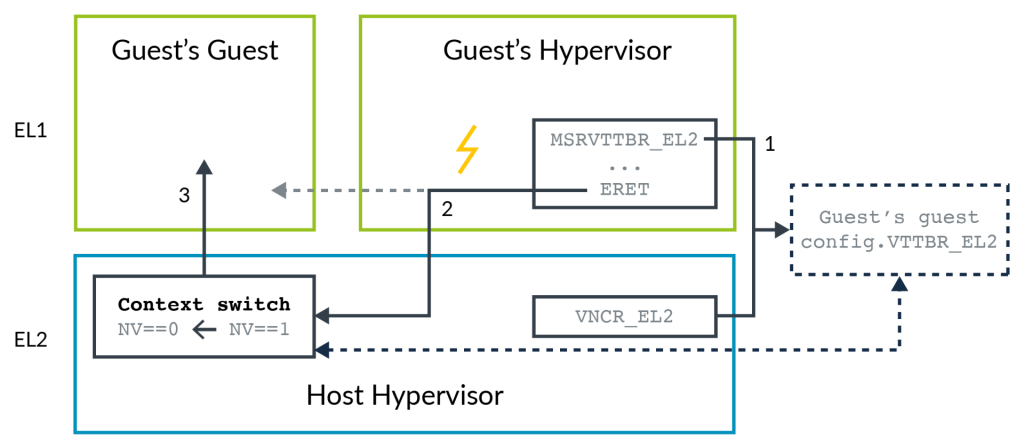 Guest’s Guest
Guest’s Hypervisor
EL1
MSRVTTBR_EL2
...
ERET
1
2
3
Guest’s guest
config.VTTBR_EL2
Context switch
NV==0 ← NV==1
VNCR_EL2
EL2
Host Hypervisor